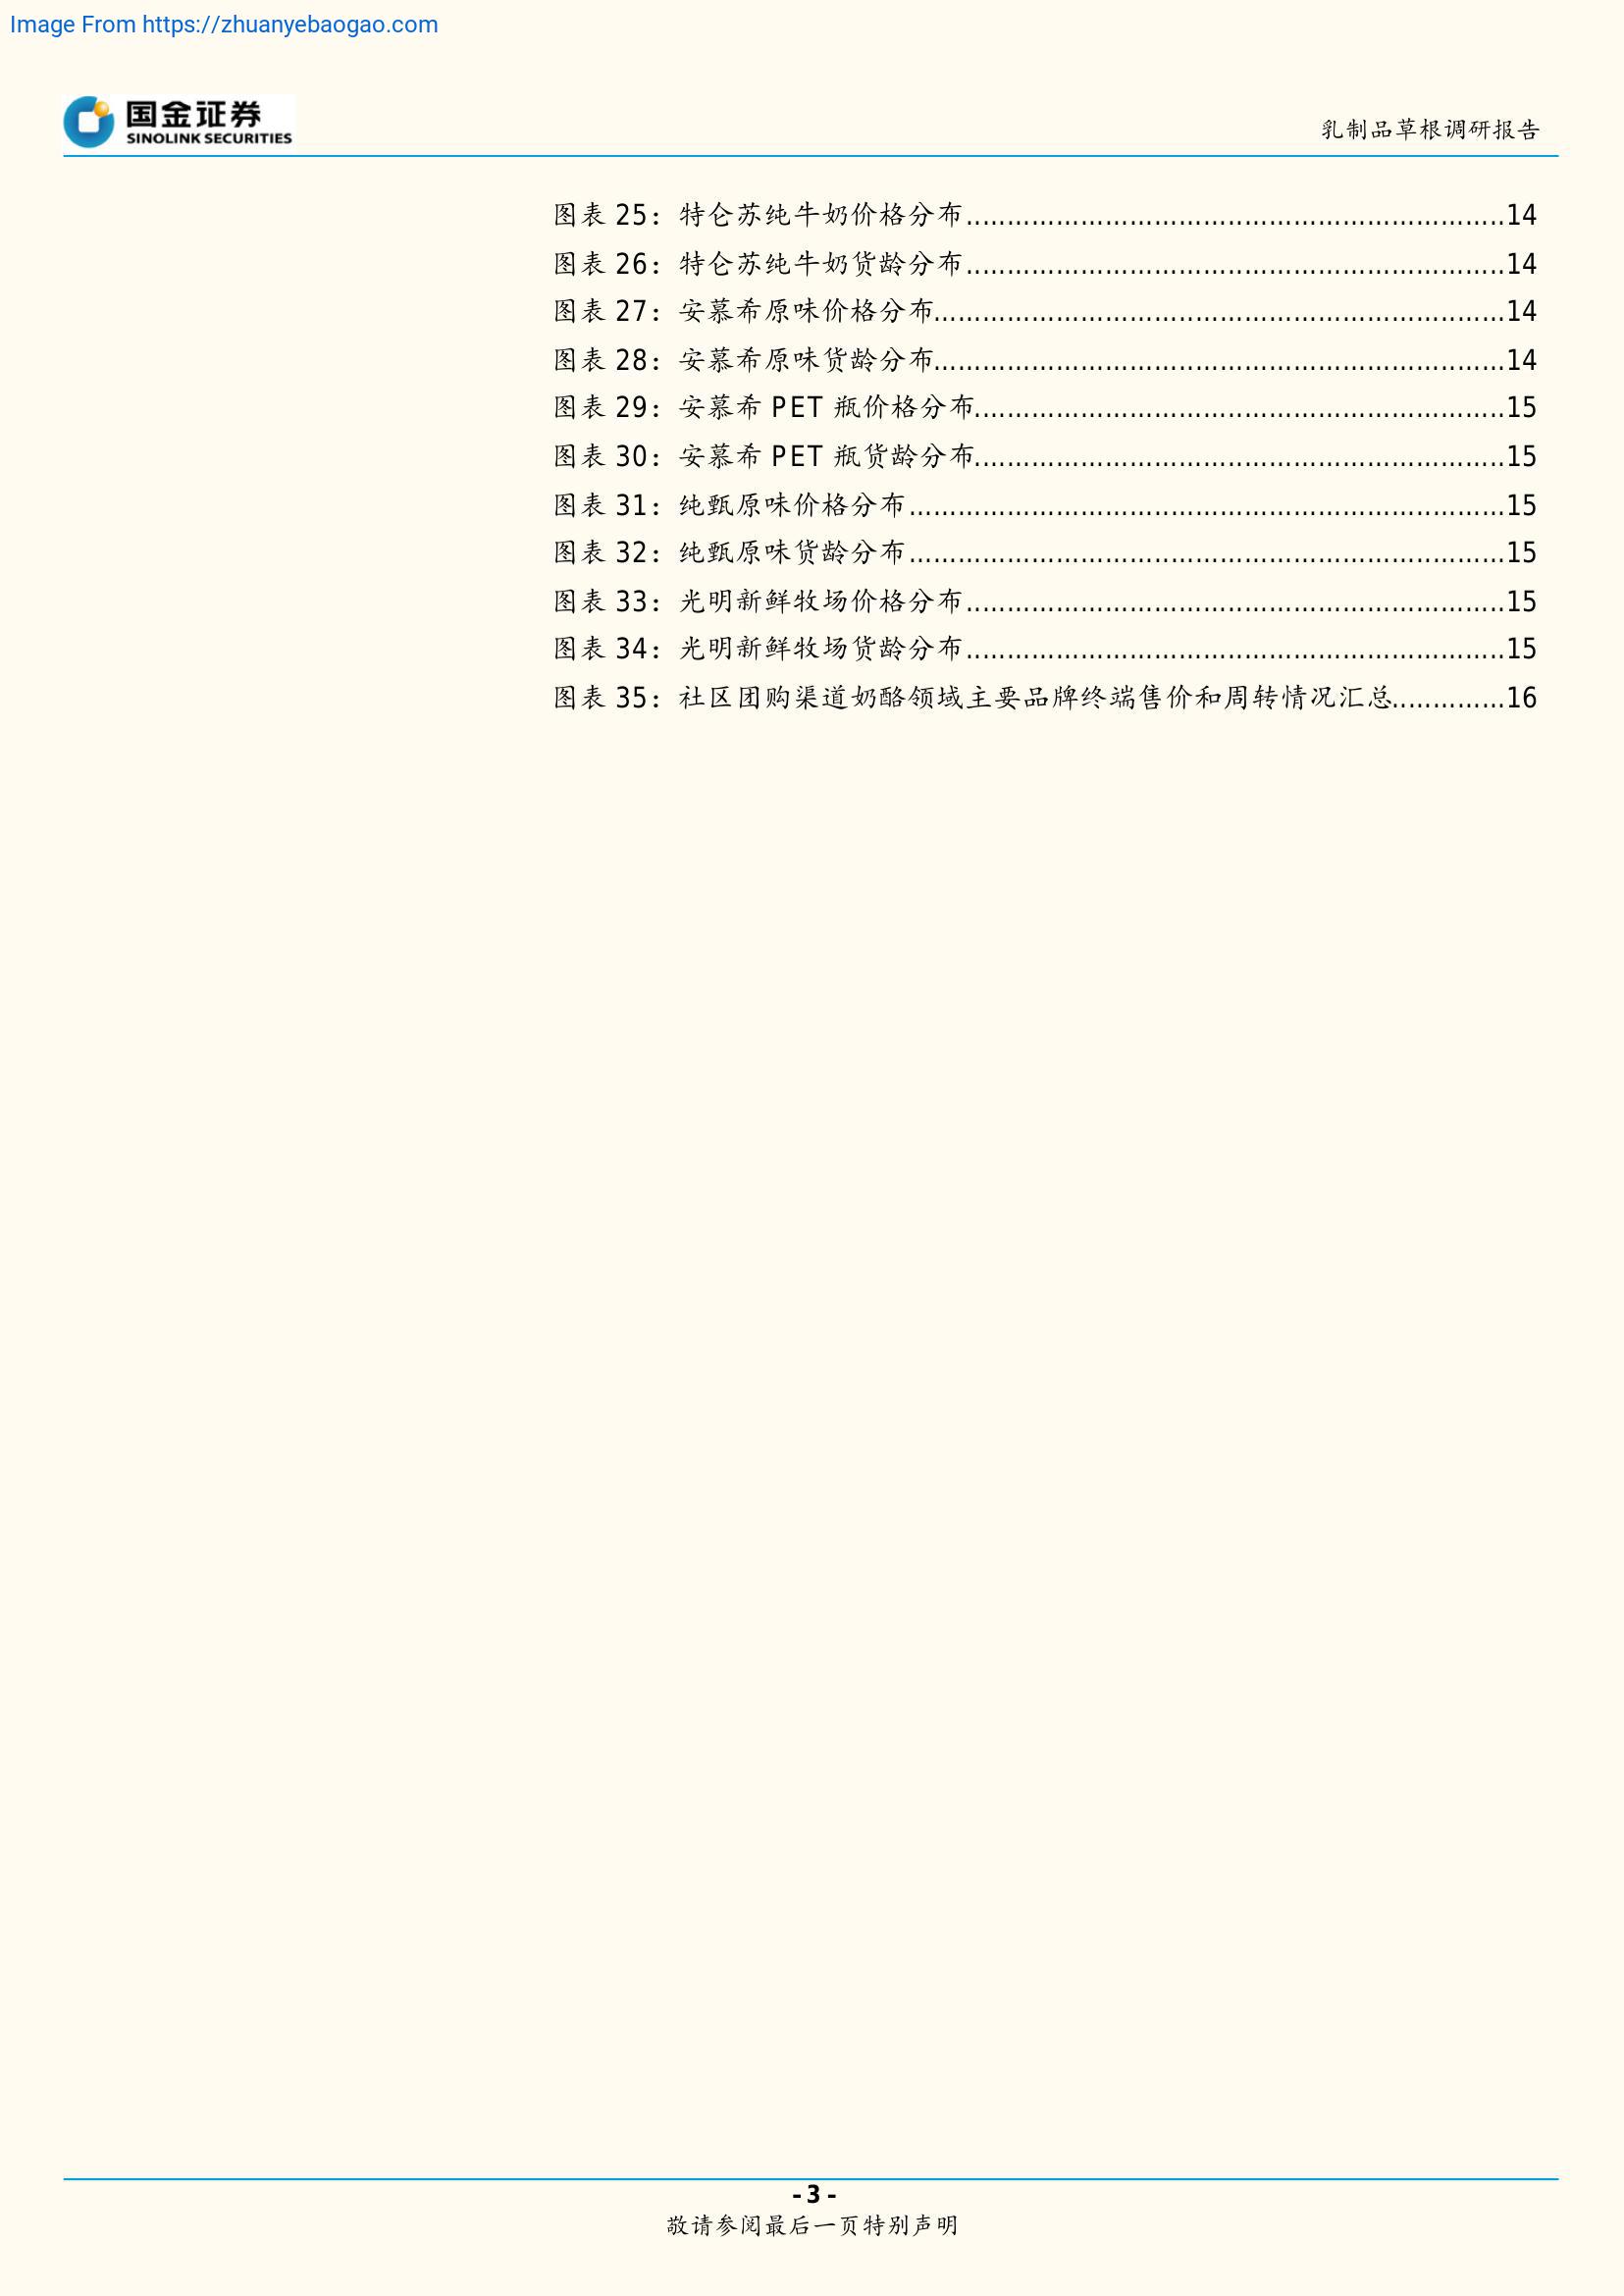 Image From https://zhuanyebaogao.com
国金证券
SINOLINK SECURITIES
乳制品草根调研报告
图表 25：特仑苏纯牛奶价格分布..................................................................14
图表 26：特仑苏纯牛奶货龄分布..................................................................14
图表 27：安慕希原味价格分布......................................................................14
图表 28：安慕希原味货龄分布......................................................................14
图表 29：安慕希 PET 瓶价格分布.................................................................15
图表 30：安慕希 PET 瓶货龄分布.................................................................15
图表 31：纯甄原味价格分布.........................................................................15
图表 32：纯甄原味货龄分布.........................................................................15
图表 33：光明新鲜牧场价格分布..................................................................15
图表 34：光明新鲜牧场货龄分布..................................................................15
图表 35：社区团购渠道奶酪领域主要品牌终端售价和周转情况汇总..............16
- 3 -
敬请参阅最后一页特别声明